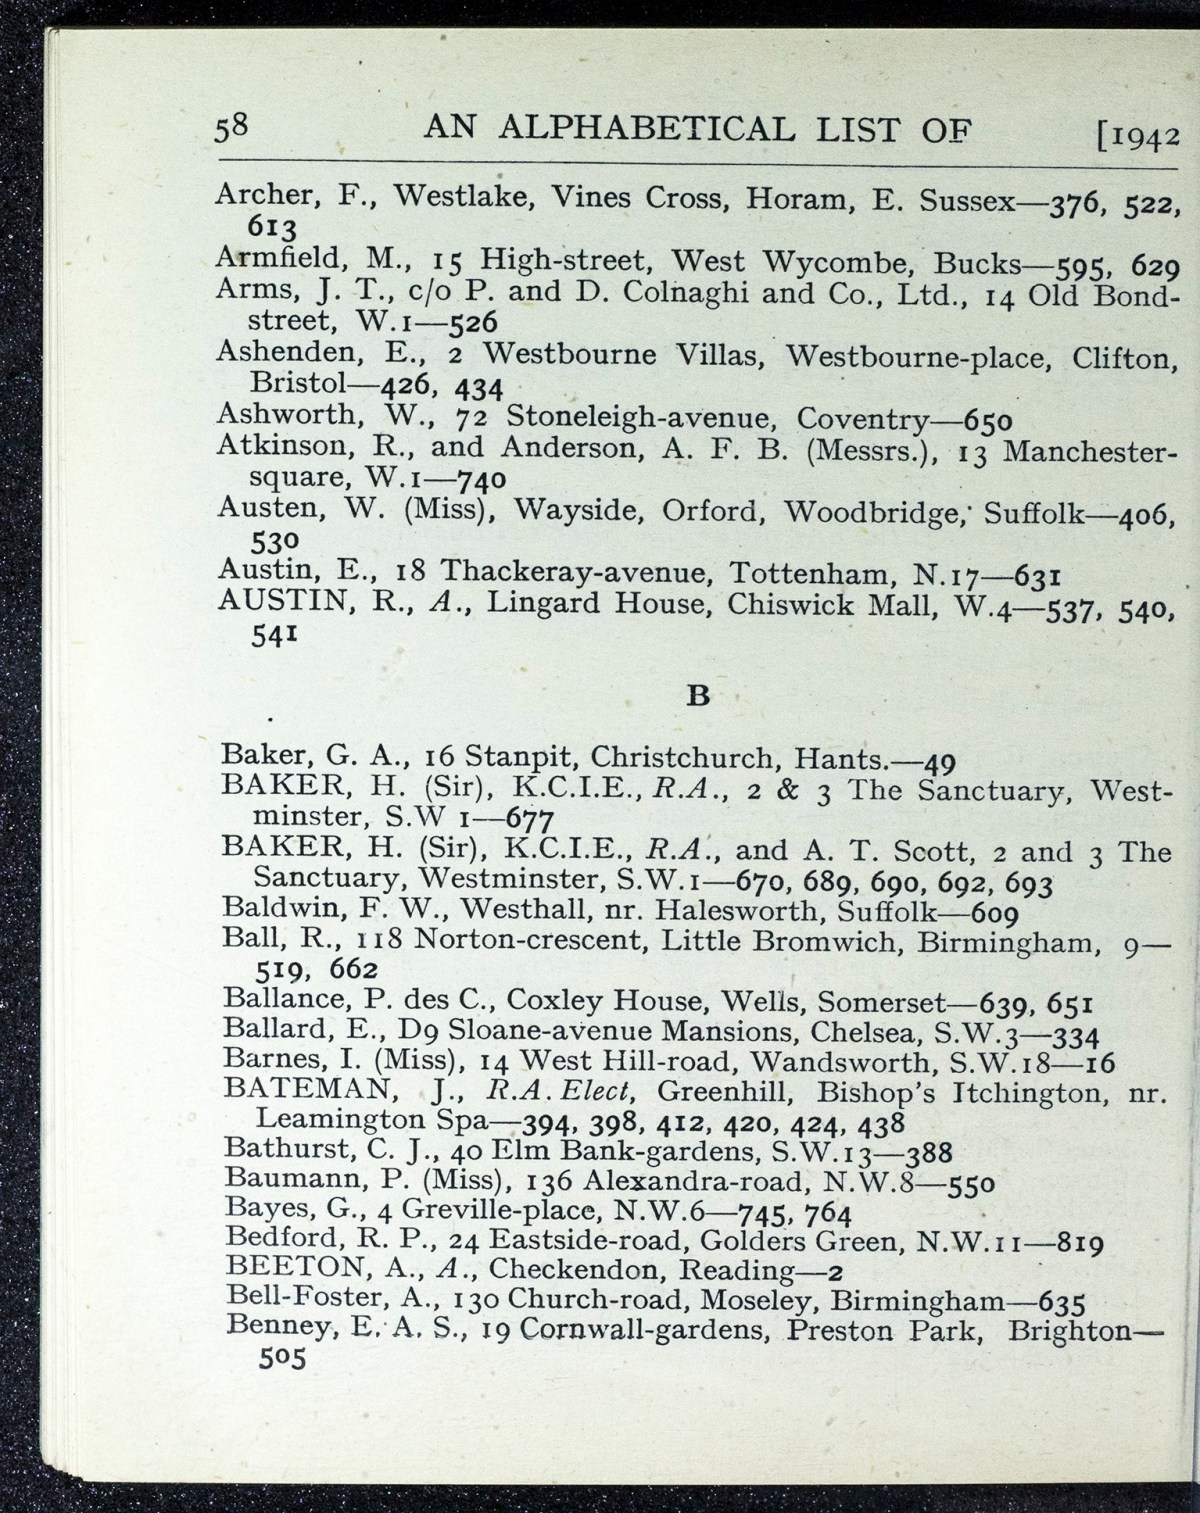 58 AN ALPHABETICAL LIST OF [1942
Archer, F., Westlake, Vines Cross, Horam, E. Sussex—376, 522,
613
Armfield, M., 15 High-street, West Wycombe, Bucks—595, 629
Arms, J. T., c/o P. and D. Colnaghi and Co., Ltd., 14 Old Bond-
street, W.1—526
Ashenden, E., 2 Westbourne Villas, Westbourne-place, Clifton,
Bristol—426, 434
Ashworth, W., 72 Stoneleigh-avenue, Coventry—650
Atkinson, R., and Anderson, A. F. B. (Messrs.), 13 Manchester-
square, W.1—740
Austen, W. (Miss), Wayside, Orford, Woodbridge, Suffolk—406,
530
Austin, E., 18 Thackeray-avenue, Tottenham, N.17—631
AUSTIN, R., A., Lingard House, Chiswick Mall, W.4—537, 540,
541
B
Baker, G. A., 16 Stanpit, Christchurch, Hants.—49
BAKER, H. (Sir), K.C.I.E., R.A., 2 & 3 The Sanctuary, West-
minster, S.W 1—677
BAKER, H. (Sir), K.C.I.E., R.A., and A. T. Scott, 2 and 3 The
Sanctuary, Westminster, S.W.1—670, 689, 690, 692, 693
Baldwin, F. W., Westhall, nr. Halesworth, Suffolk—609
Ball, R., 118 Norton-crescent, Little Bromwich, Birmingham, 9—
519, 662
Ballance, P. des C., Coxley House, Wells, Somerset—639, 651
Ballard, E., D9 Sloane-avenue Mansions, Chelsea, S.W.3—334
Barnes, I. (Miss), 14 West Hill-road, Wandsworth, S.W.18—16
BATEMAN, J., R.A. Elect, Greenhill, Bishop's Itchington, nr.
Leamington Spa—394, 398, 412, 420, 424, 438
Bathurst, C. J., 40 Elm Bank-gardens, S.W.13—388
Baumann, P. (Miss), 136 Alexandra-road, N.W.8—550
Bayes, G., 4 Greville-place, N.W.6—745, 764
Bedford, R. P., 24 Eastside-road, Golders Green, N.W.11—819
BEETON, A., A., Checkendon, Reading—2
Bell-Foster, A., 130 Church-road, Moseley, Birmingham—635
Benney, E. A. S., 19 Cornwall-gardens, Preston Park, Brighton—
505